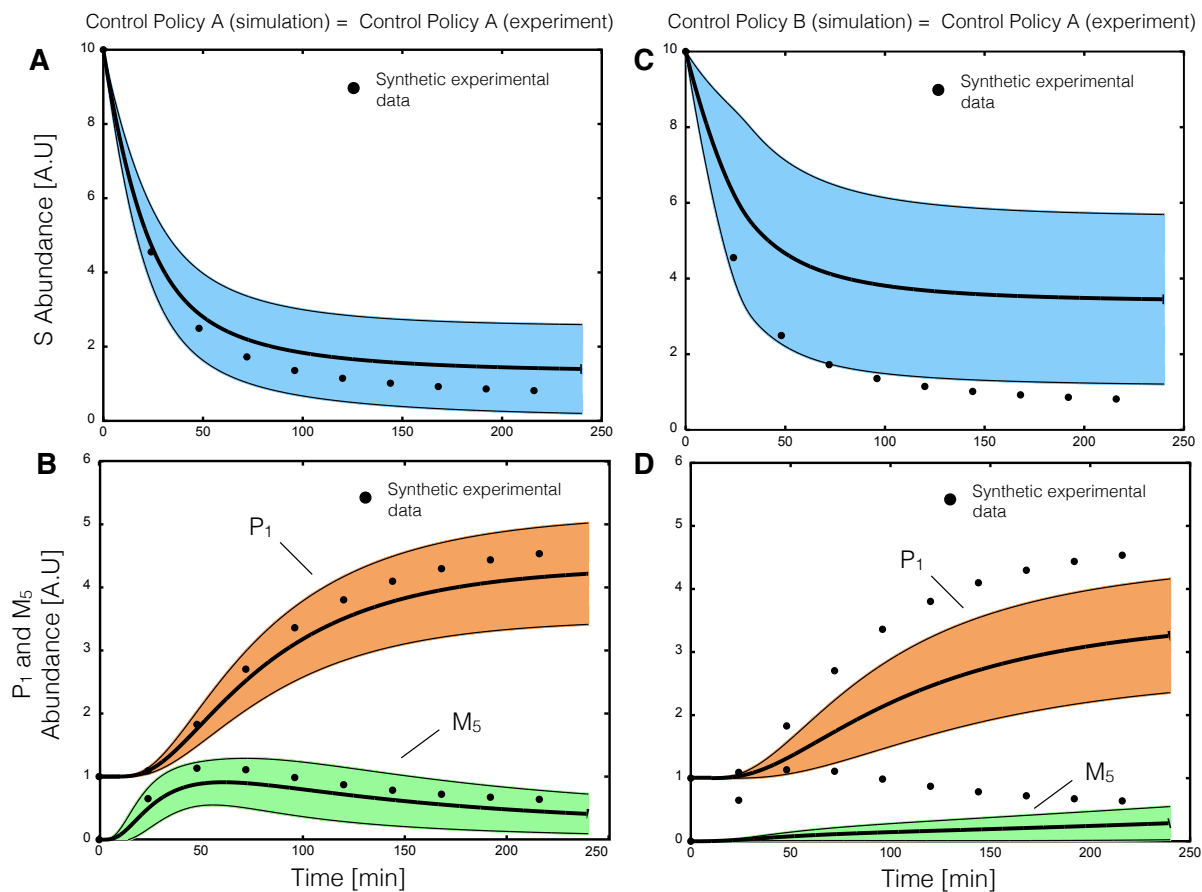 Control Policy A (simulation) = Control Policy A (experiment)
Control Policy B (simulation) = Control Policy A (experiment)
A
10
8
6
4
2
0
S Abundance [A.U]
Synthetic experimental
data
0 50 100 150 200 250
C
10
8
6
4
2
0
Synthetic experimental
data
0 50 100 150 200 250
B
6
5
4
3
2
1
0
P₁ and M₅
Abundance [A.U]
Synthetic experimental
data
P₁
M₅
0 50 100 150 200 250
Time [min]
D
6
5
4
3
2
1
0
Synthetic experimental
data
P₁
M₅
0 50 100 150 200 250
Time [min]